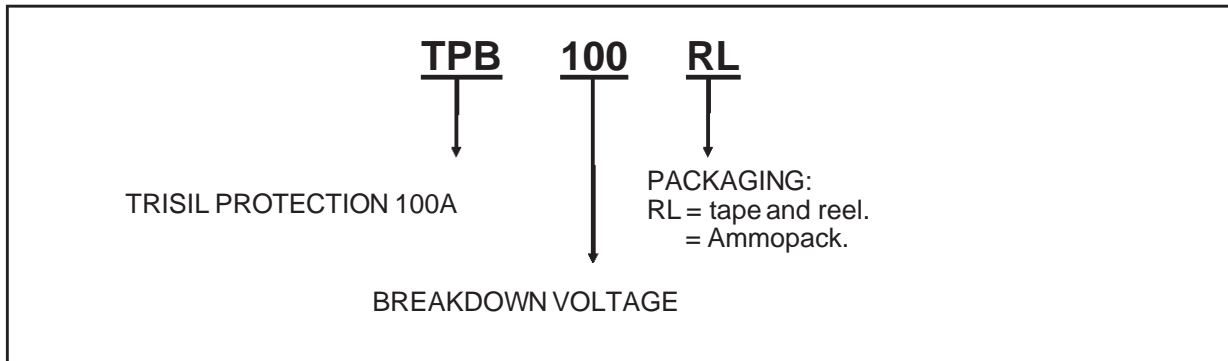 TPB 100 RL
TRISIL PROTECTION 100A
PACKAGING:
RL = tape and reel.
= Ammopack.
BREAKDOWN VOLTAGE